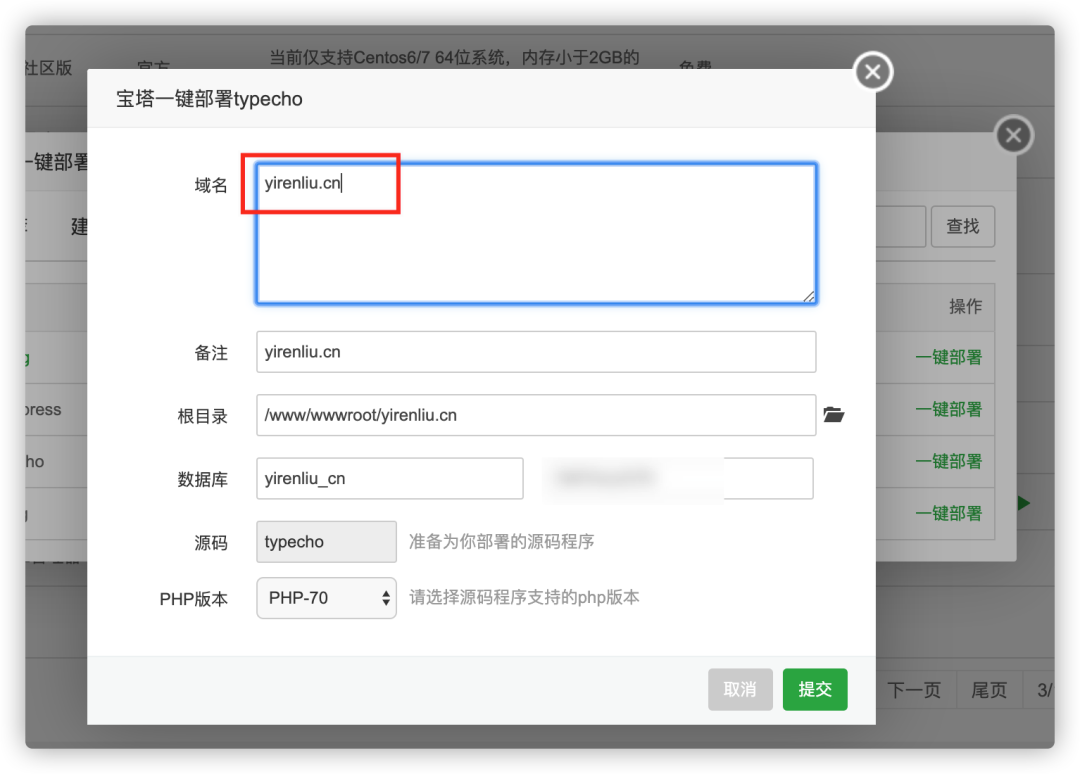 社区版 官方 当前仅支持Centos6/7 64位系统，内存小于2GB的 免费
宝塔一键部署typecho
一键部署
域名 yirenliu.cn
建
查找
操作
备注 yirenliu.cn
一键部署
根目录 /www/wwwroot/yirenliu.cn
一键部署
一键部署
数据库 yirenliu_cn
一键部署
源码 typecho 准备为你部署的源码程序
PHP版本 PHP-70 请选择源码程序支持的php版本
取消 提交 下一页 尾页 3/